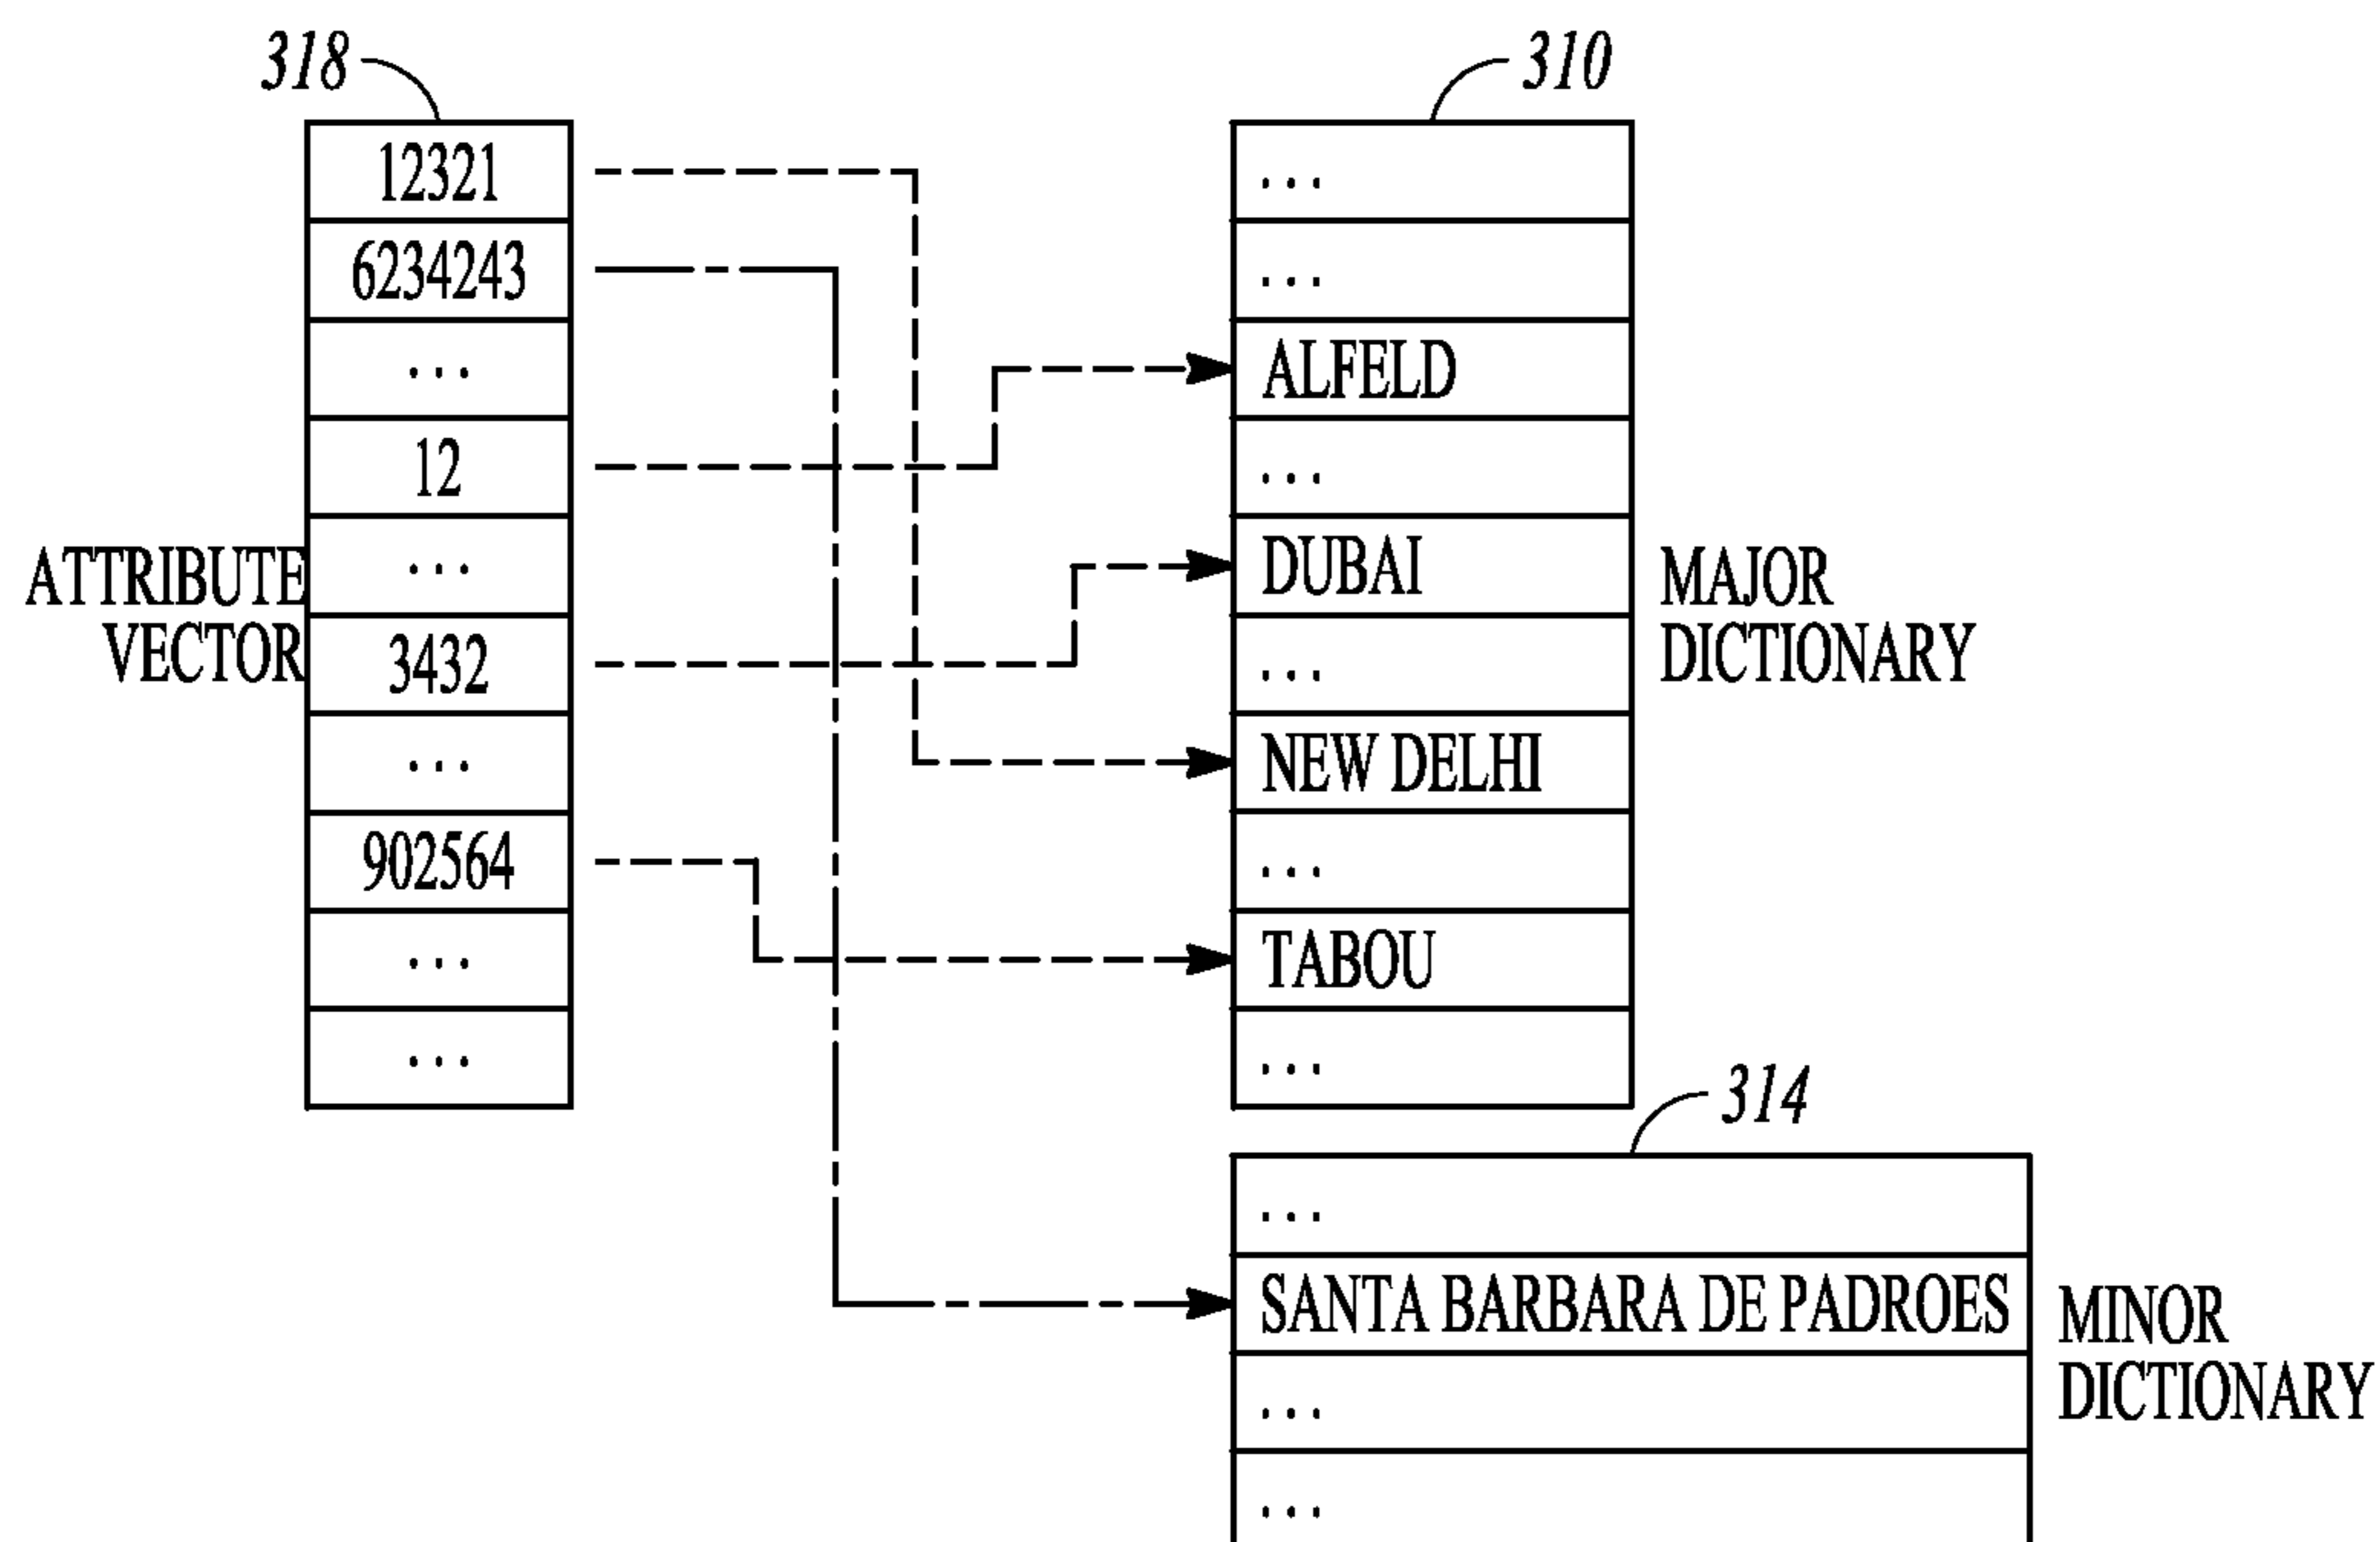 318
12321
6234243
...
12
...
3432
...
902564
...
...
ATTRIBUTE
VECTOR
310
...
...
ALFELD
...
DUBAI
...
NEW DELHI
...
TABOU
...
MAJOR
DICTIONARY
314
...
SANTA BARBARA DE PADROES
...
...
MINOR
DICTIONARY